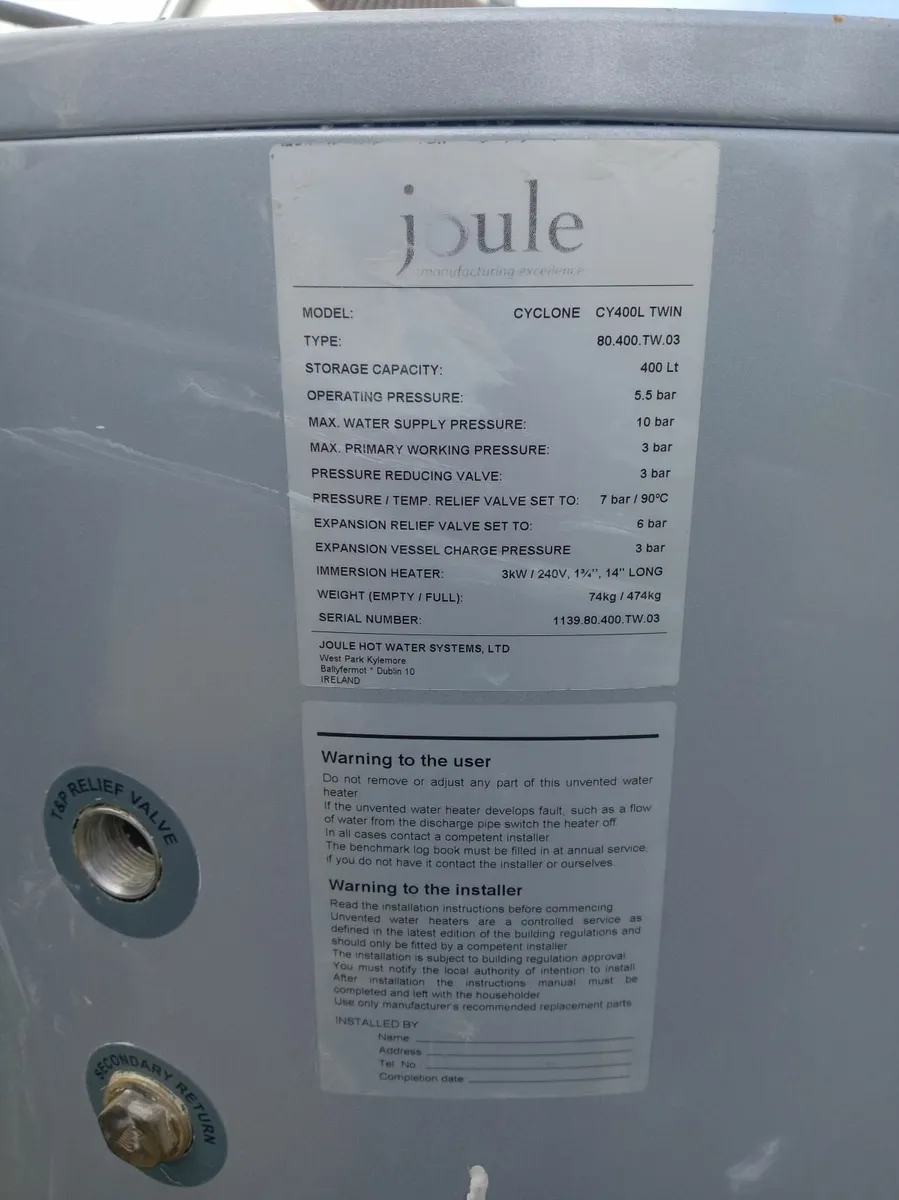 joule
manufacturing excellence
MODEL: CYCLONE CY400L TWIN
TYPE: 80.400.TW.03
STORAGE CAPACITY: 400 Lt
OPERATING PRESSURE: 5.5 bar
MAX. WATER SUPPLY PRESSURE: 10 bar
MAX. PRIMARY WORKING PRESSURE: 3 bar
PRESSURE REDUCING VALVE: 3 bar
PRESSURE / TEMP. RELIEF VALVE SET TO: 7 bar / 90ºC
EXPANSION RELIEF VALVE SET TO: 6 bar
EXPANSION VESSEL CHARGE PRESSURE 3 bar
IMMERSION HEATER: 3kW / 240V, 1¾", 14" LONG
WEIGHT (EMPTY / FULL): 74kg / 474kg
SERIAL NUMBER: 1139.80.400.TW.03
JOULE HOT WATER SYSTEMS, LTD
West Park Kylemore
Ballyfermot * Dublin 10
IRELAND
Warning to the user
Do not remove or adjust any part of this unvented water
heater
If the unvented water heater develops fault, such as a flow
of water from the discharge pipe switch the heater off.
In all cases contact a competent installer
The benchmark log book must be filled in at annual service,
if you do not have it contact the installer or ourselves
Warning to the installer
Read the installation instructions before commencing
Unvented water heaters are a controlled service as
defined in the latest edition of the building regulations and
should only be fitted by a competent installer
The installation is subject to building regulation approval.
You must notify the local authority of intention to install
After installation the instructions manual must be
completed and left with the householder
Use only manufacturer's recommended replacement parts
INSTALLED BY
Name
Address
Tel No.
Completion date
T&P RELIEF VALVE
SECONDARY RETURN